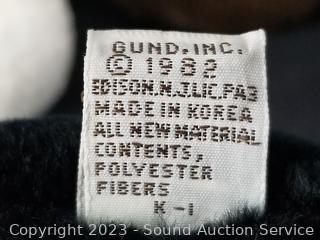 GUND, INC.
© 1982
EDISON.N.J.LIC.PA3
MADE IN KOREA
ALL NEW MATERIAL
CONTENTS,
POLYESTER
FIBERS
K-1
Copyright 2023 - Sound Auction Service